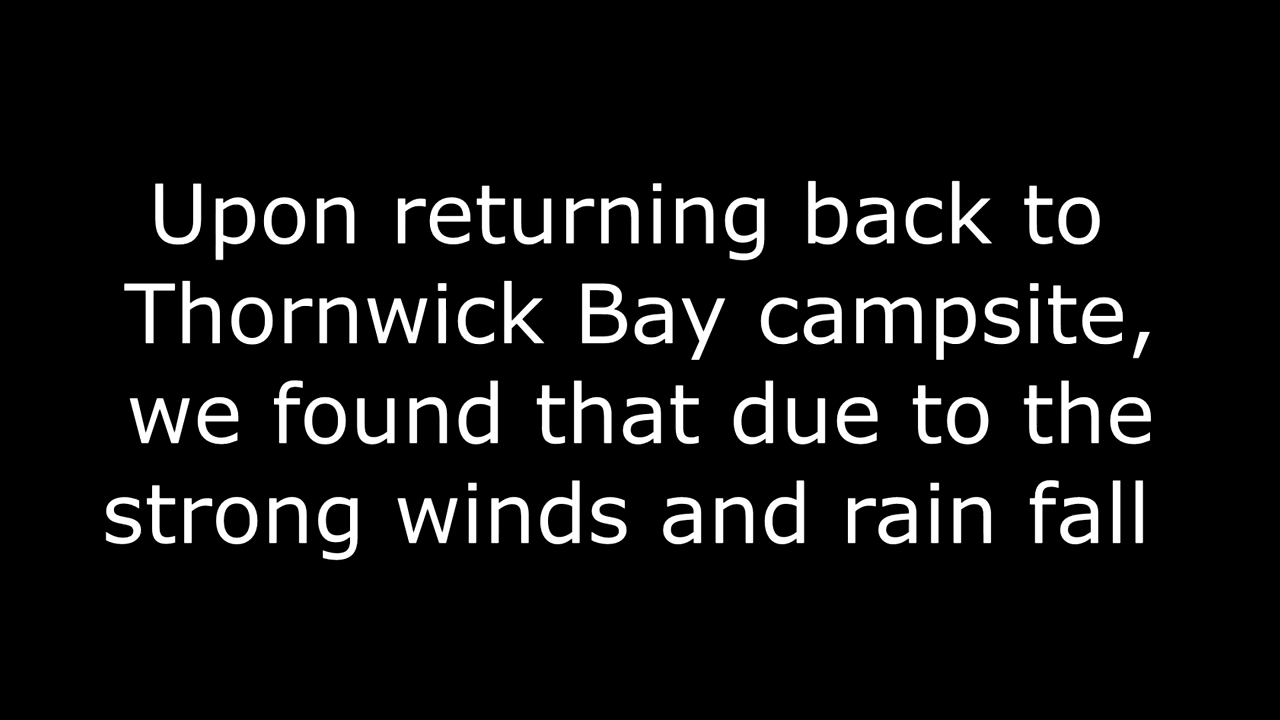 Upon returning back to
Thornwick Bay campsite,
we found that due to the
strong winds and rain fall